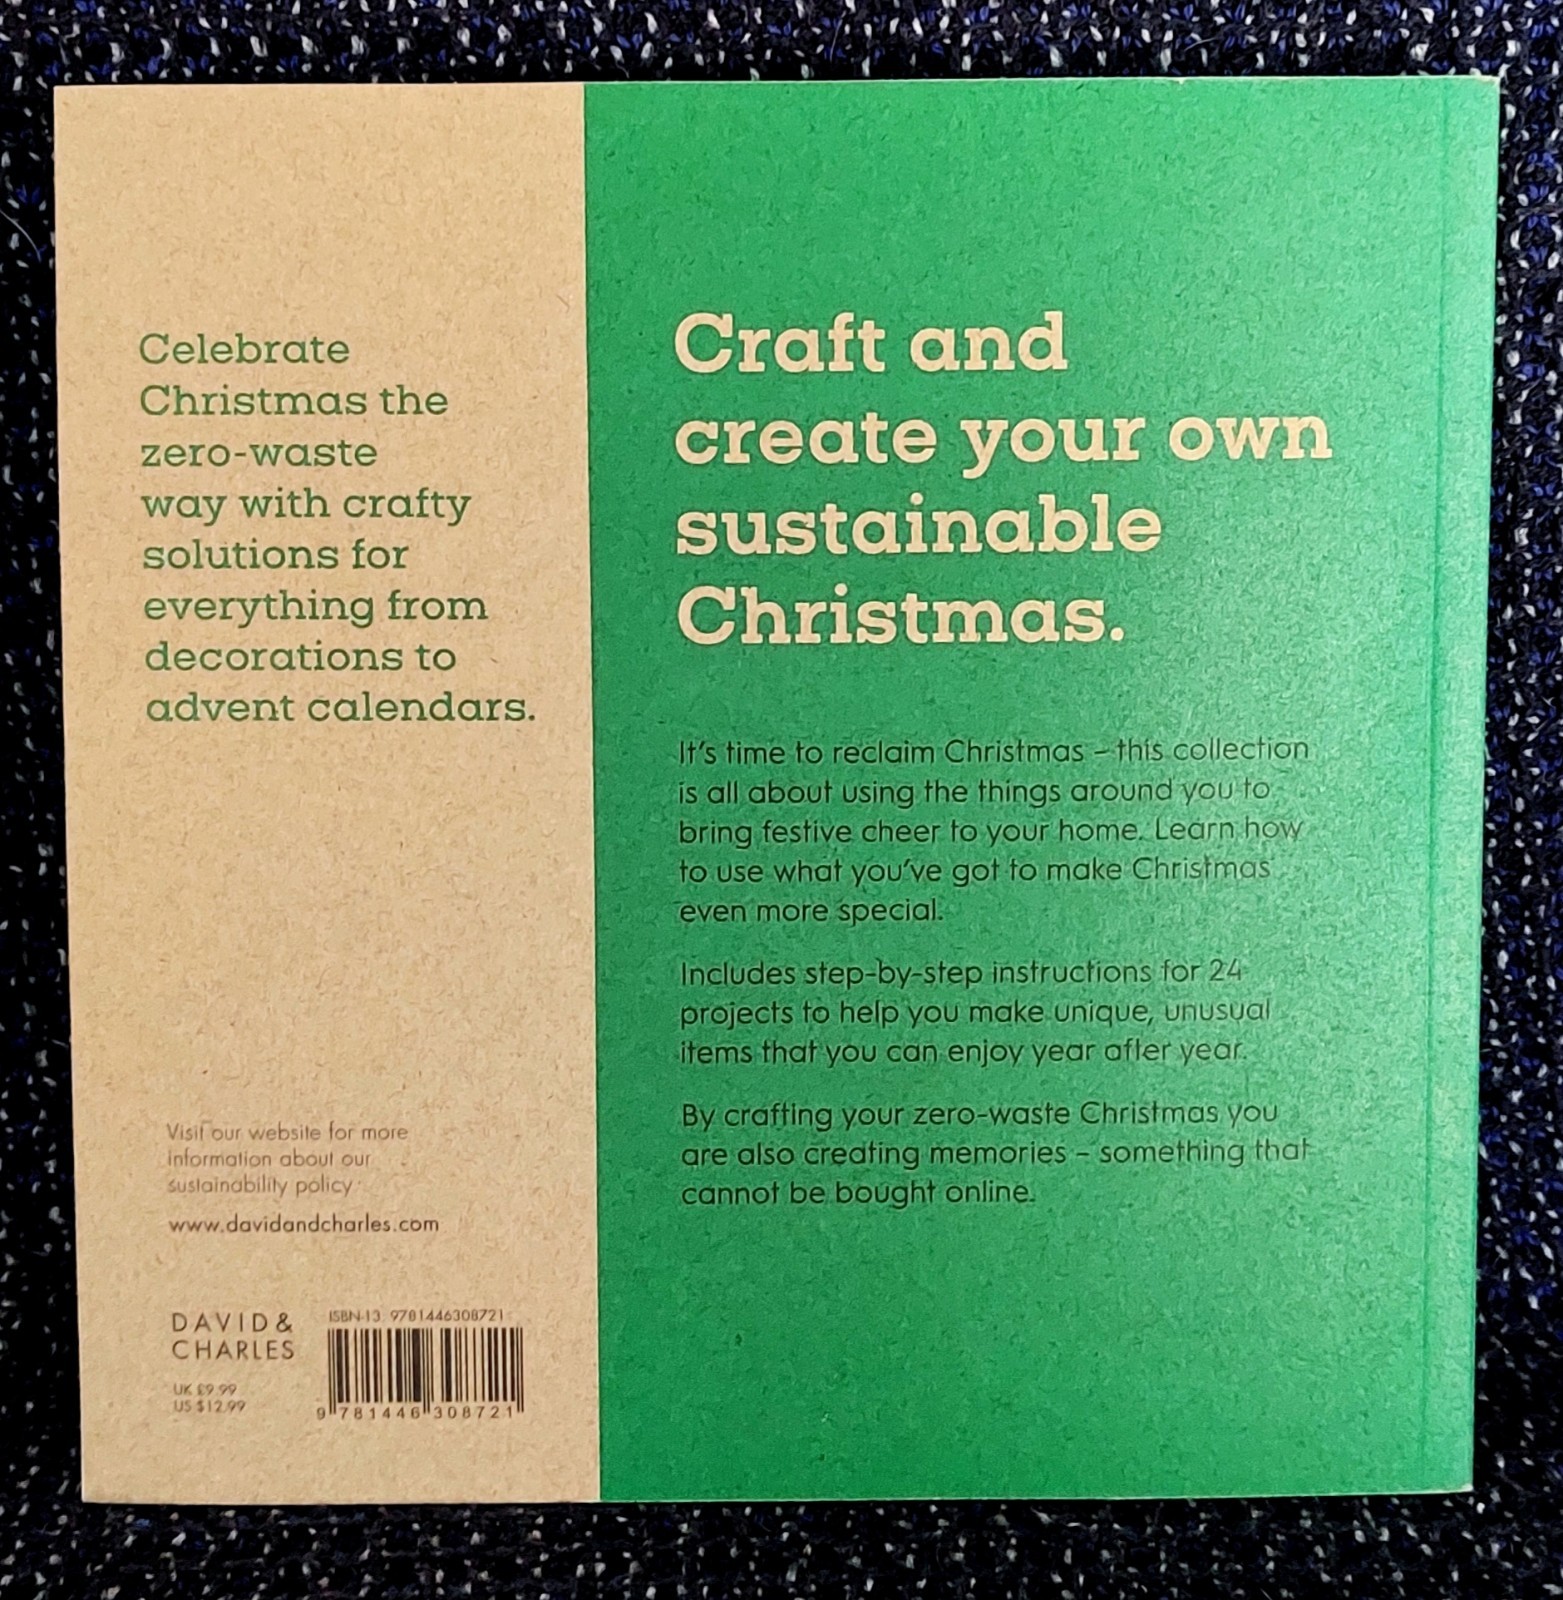 Celebrate
Christmas the
zero-waste
way with crafty
solutions for
everything from
decorations to
advent calendars.
Visit our website for more
information about our
sustainability policy
www.davidandcharles.com
DAVID &
CHARLES
UK £9.99
US $12.99
ISBN-13: 9781446308721
9 781446 308721
Craft and
create your own
sustainable
Christmas.
It's time to reclaim Christmas – this collection
is all about using the things around you to
bring festive cheer to your home. Learn how
to use what you've got to make Christmas
even more special.
Includes step-by-step instructions for 24
projects to help you make unique, unusual
items that you can enjoy year after year.
By crafting your zero-waste Christmas you
are also creating memories – something that
cannot be bought online.